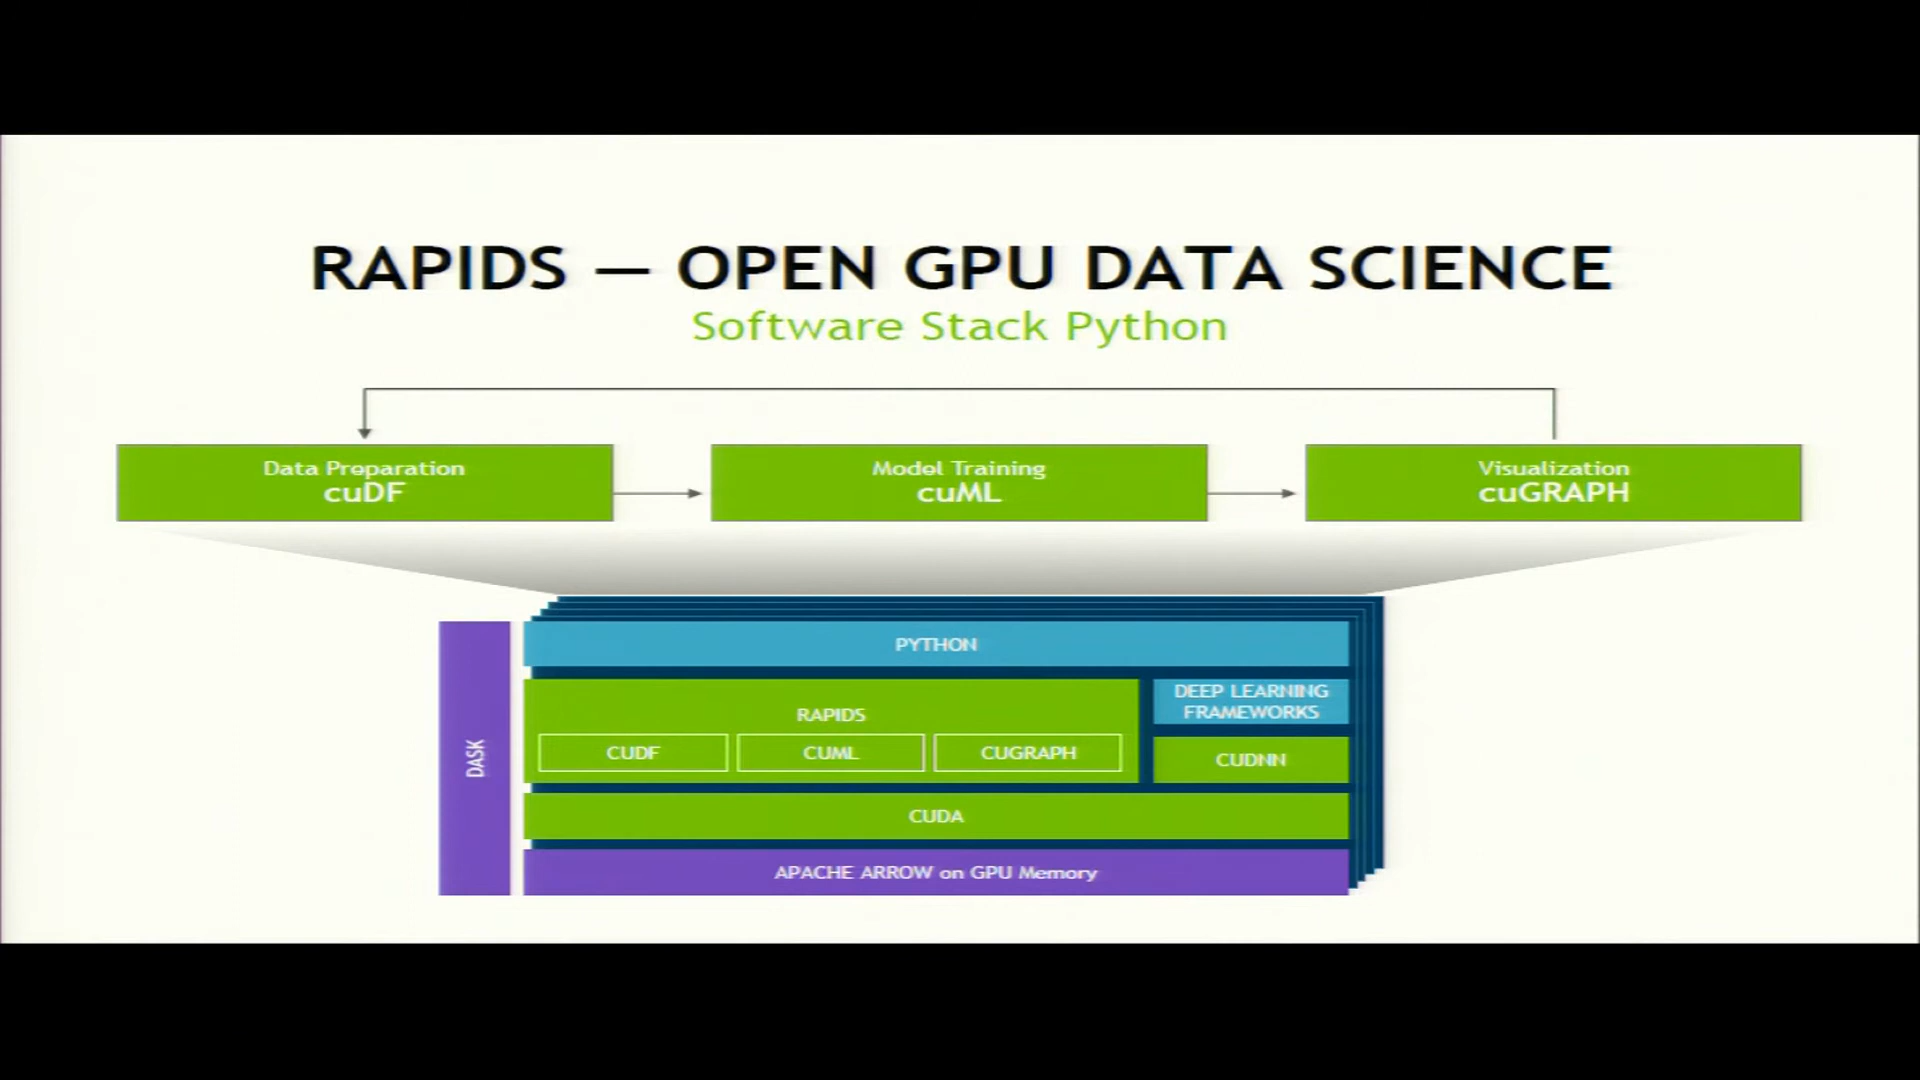 RAPIDS — OPEN GPU DATA SCIENCE
Software Stack Python
Data Preparation
cuDF
Model Training
cuML
Visualization
cuGRAPH
DASK
PYTHON
RAPIDS
CUDF
CUML
CUGRAPH
DEEP LEARNING
FRAMEWORKS
CUDNN
CUDA
APACHE ARROW on GPU Memory